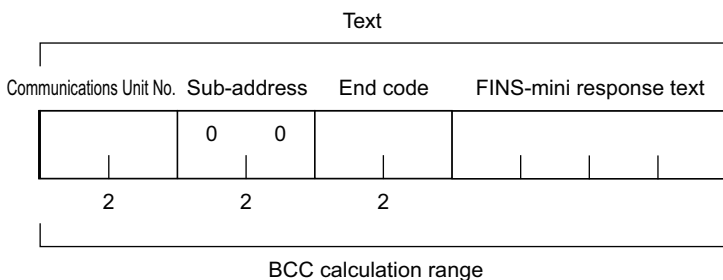 Text
Communications Unit No. Sub-address End code FINS-mini response text
0 0
2 2 2
BCC calculation range